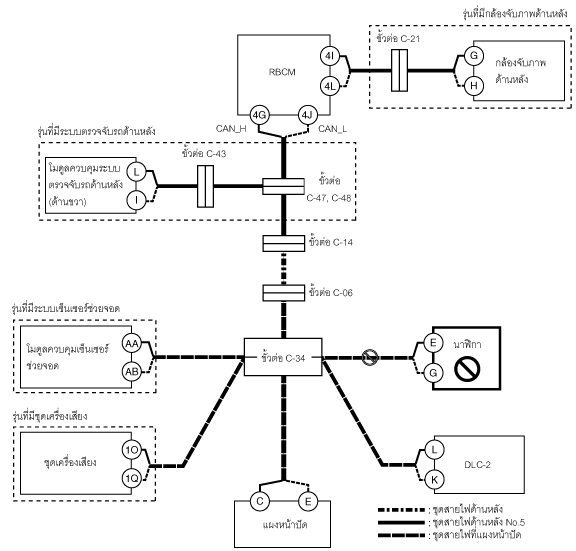 รุ่นที่มีกล้องจับภาพด้านหลัง
ขั้วต่อ C-21
RBCM
4I
4L
G
H
กล้องจับภาพ
ด้านหลัง
4G
4J
CAN_H
CAN_L
รุ่นที่มีระบบตรวจจับรถด้านหลัง
ขั้วต่อ C-43
โมดูลควบคุมระบบ
ตรวจจับรถด้านหลัง
(ด้านขวา)
L
I
ขั้วต่อ
C-47, C-48
ขั้วต่อ C-14
ขั้วต่อ C-06
รุ่นที่มีระบบเซ็นเซอร์ช่วยจอด
โมดูลควบคุมเซ็นเซอร์
ช่วยจอด
AA
AB
ขั้วต่อ C-34
E
G
นาฬิกา
รุ่นที่มีชุดเครื่องเสียง
ชุดเครื่องเสียง
1O
1Q
L
K
DLC-2
C
E
แผงหน้าปัด
: ชุดสายไฟด้านหลัง
: ชุดสายไฟด้านหลัง No.5
: ชุดสายไฟที่แผงหน้าปัด